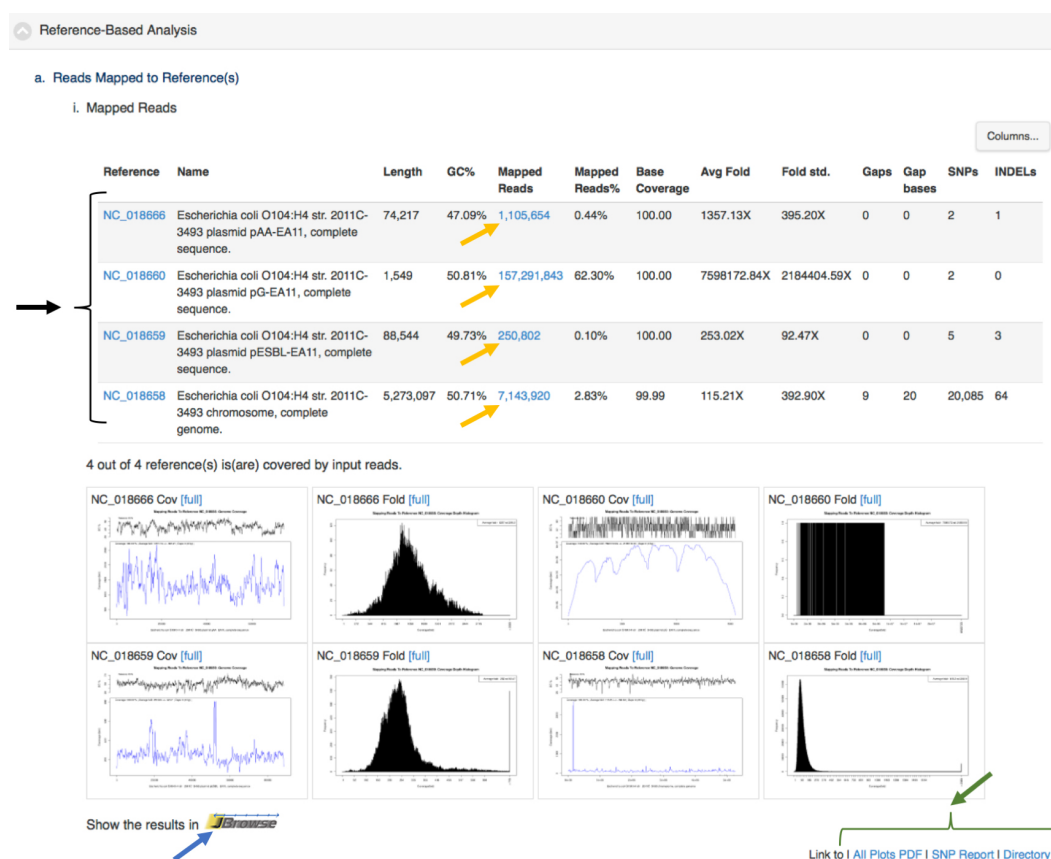 Reference-Based Analysis
a. Reads Mapped to Reference(s)
i. Mapped Reads
Columns...
Reference Name Length GC% Mapped Reads Mapped Reads% Base Coverage Avg Fold Fold std. Gaps Gap bases SNPs INDELs
NC_018666 Escherichia coli O104:H4 str. 2011C- 74,217 47.09% 1,105,654 0.44% 100.00 1357.13X 395.20X 0 0 2 1
3493 plasmid pAA-EA11, complete
sequence.
NC_018660 Escherichia coli O104:H4 str. 2011C- 1,549 50.81% 157,291,843 62.30% 100.00 7598172.84X 2184404.59X 0 0 2 0
3493 plasmid pG-EA11, complete
sequence.
NC_018659 Escherichia coli O104:H4 str. 2011C- 88,544 49.73% 250,802 0.10% 100.00 253.02X 92.47X 0 0 5 3
3493 plasmid pESBL-EA11, complete
sequence.
NC_018658 Escherichia coli O104:H4 str. 2011C- 5,273,097 50.71% 7,143,920 2.83% 99.99 115.21X 392.90X 9 20 20,085 64
3493 chromosome, complete
genome.
4 out of 4 reference(s) is(are) covered by input reads.
NC_018666 Cov [full] NC_018666 Fold [full] NC_018660 Cov [full] NC_018660 Fold [full]
NC_018659 Cov [full] NC_018659 Fold [full] NC_018658 Cov [full] NC_018658 Fold [full]
Show the results in JBrowse
Link to | All Plots PDF | SNP Report | Directory